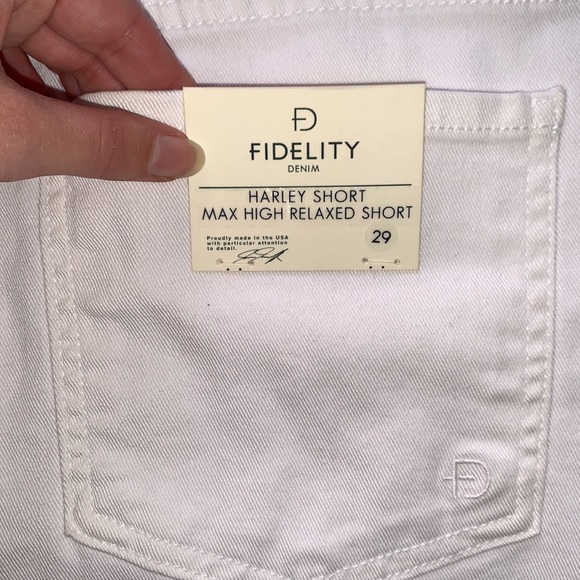 FD
FIDELITY
DENIM
HARLEY SHORT
MAX HIGH RELAXED SHORT
Proudly made in the USA
with particular attention
to detail.
29
FD